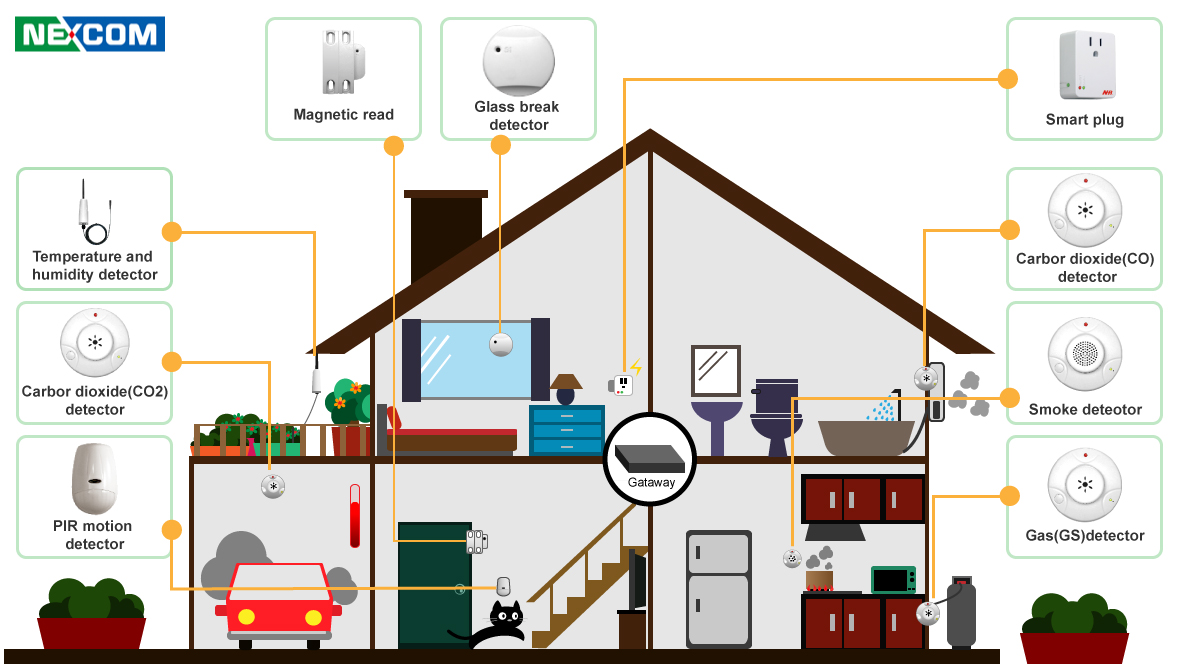 NEXCOM
Magnetic read
Glass break
detector
Smart plug
Temperature and
humidity detector
Carbor dioxide(CO)
detector
Carbor dioxide(CO2)
detector
Smoke deteotor
PIR motion
detector
Gataway
Gas(GS)detector